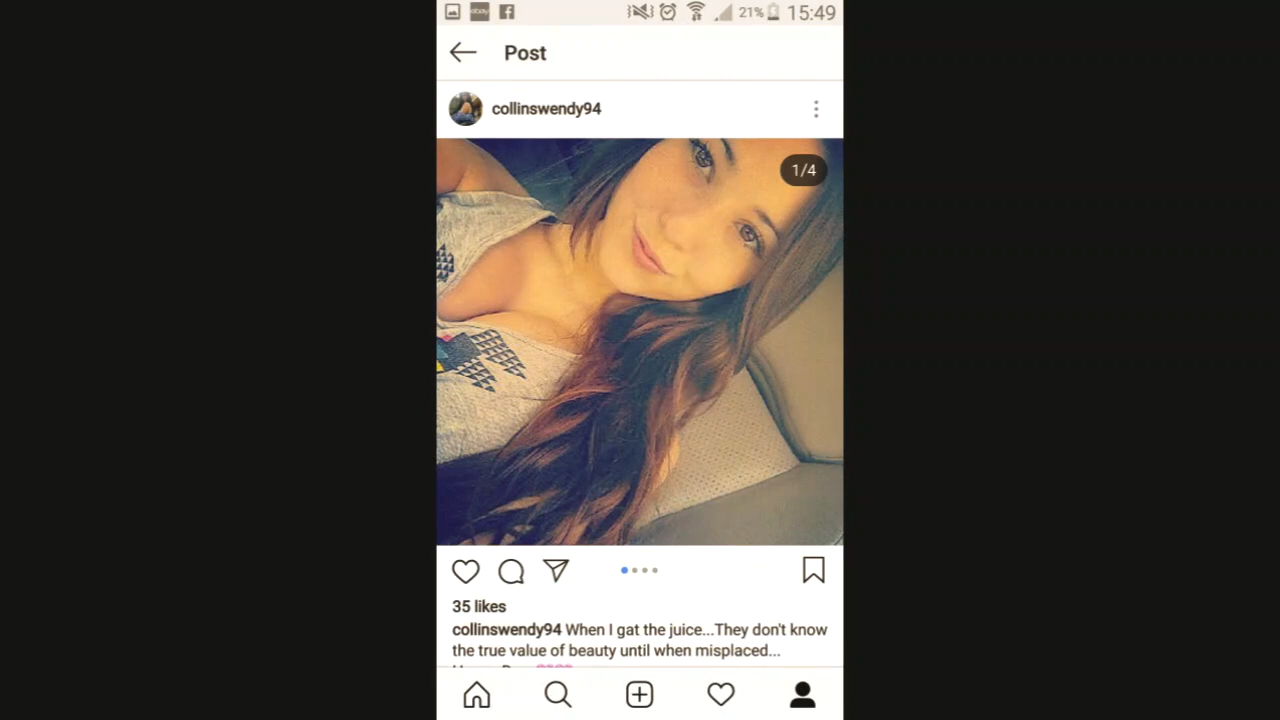 ebay 21% 15:49
Post
collinswendy94
1/4
35 likes
collinswendy94 When I gat the juice...They don't know
the true value of beauty until when misplaced...